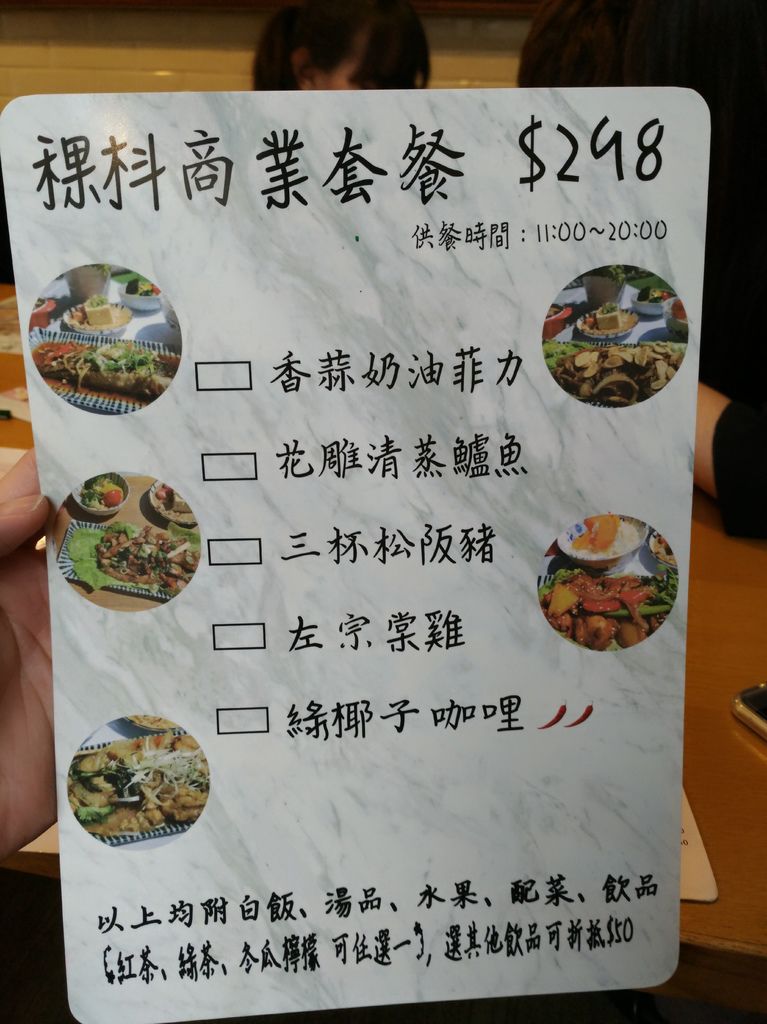 稞枓商業套餐 $298
供餐時間：11:00~20:00
香蒜奶油菲力
花雕清蒸鱸魚
三杯松阪豬
左宗棠雞
綠椰子咖哩
以上均附白飯、湯品、水果、配菜、飲品
(紅茶、綠茶、冬瓜檸檬 可任選一), 選其他飲品可折抵$50